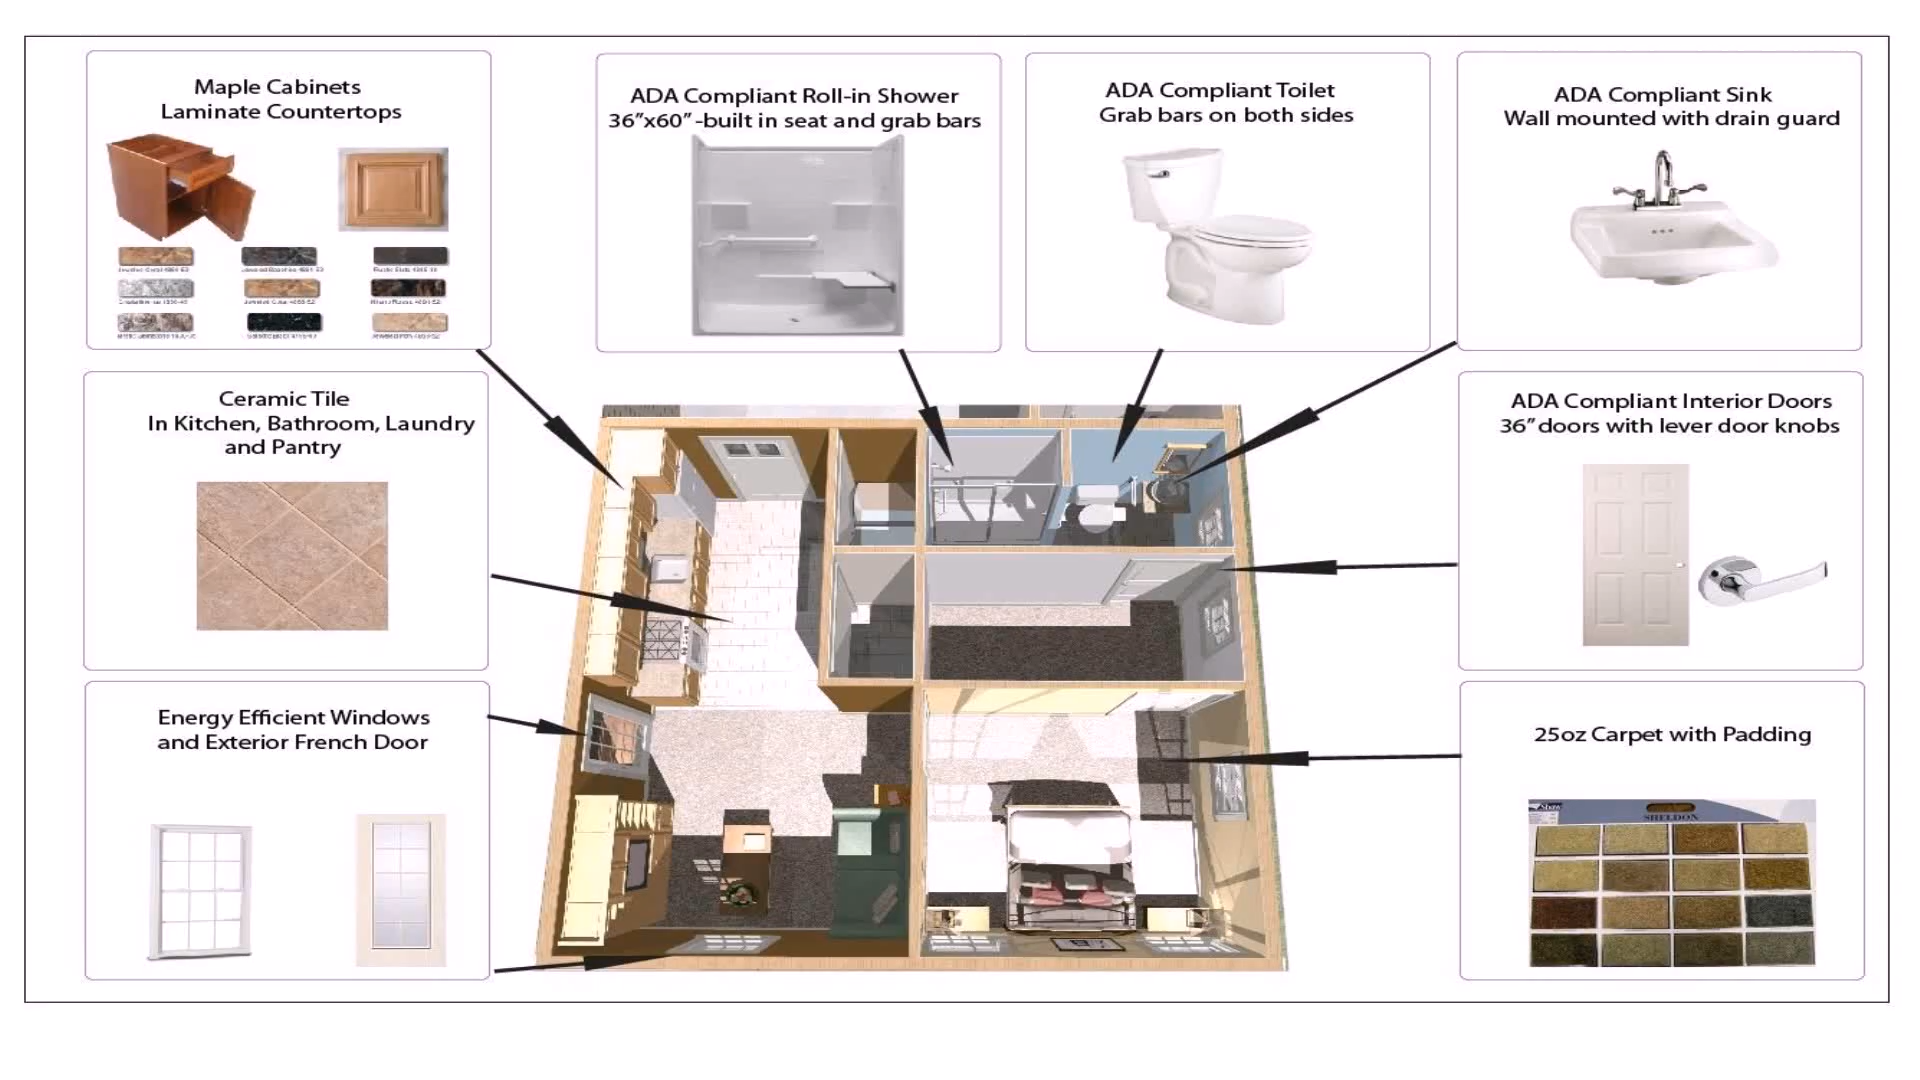 Maple Cabinets
Laminate Countertops
ADA Compliant Roll-in Shower
36”x60” -built in seat and grab bars
ADA Compliant Toilet
Grab bars on both sides
ADA Compliant Sink
Wall mounted with drain guard
Ceramic Tile
In Kitchen, Bathroom, Laundry
and Pantry
ADA Compliant Interior Doors
36” doors with lever door knobs
Energy Efficient Windows
and Exterior French Door
25oz Carpet with Padding
Shaw
SHELDON